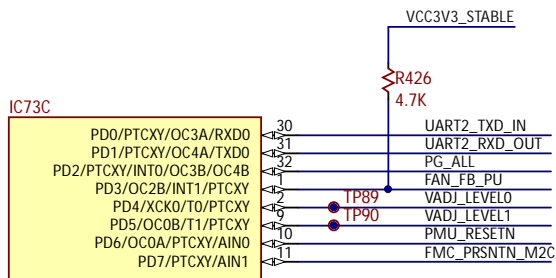 VCC3V3_STABLE
R426
4.7K
IC73C
PD0/PTCXY/OC3A/RXD0 30 UART2_TXD_IN
PD1/PTCXY/OC4A/TXD0 31 UART2_RXD_OUT
PD2/PTCXY/INT0/OC3B/OC4B 32 PG_ALL
PD3/OC2B/INT1/PTCXY 1 FAN_FB_PU
PD4/XCK0/T0/PTCXY 2 TP89 VADJ_LEVEL0
PD5/OC0B/T1/PTCXY 9 TP90 VADJ_LEVEL1
PD6/OC0A/PTCXY/AIN0 10 PMU_RESETN
PD7/PTCXY/AIN1 11 FMC_PRSNTN_M2C